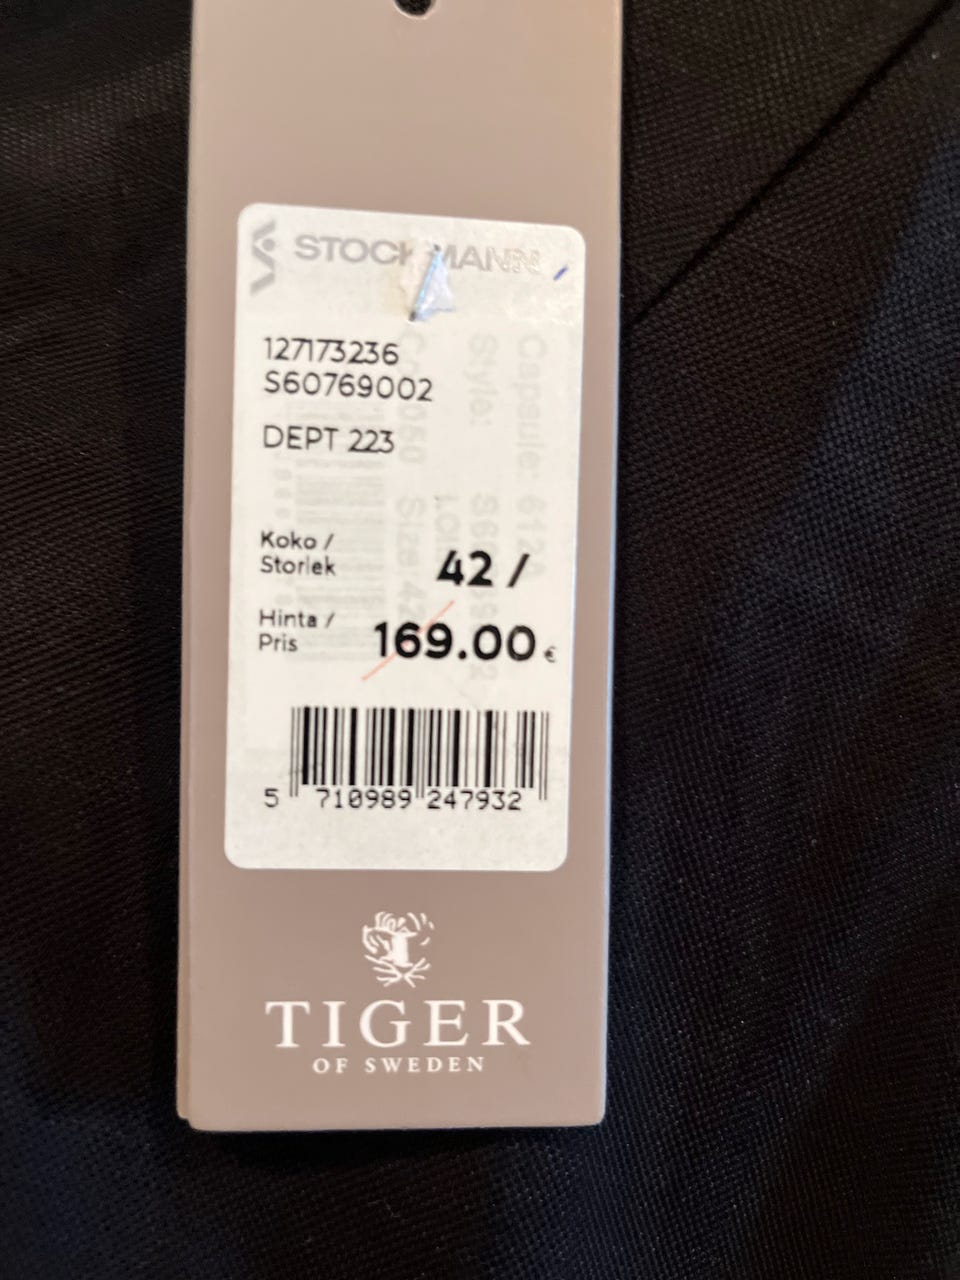 STOCKMANN
127173236
S60769002
DEPT 223
Koko /
Storlek
42 /
Hinta /
Pris
169.00 €
5 710989 247932
TIGER
OF SWEDEN